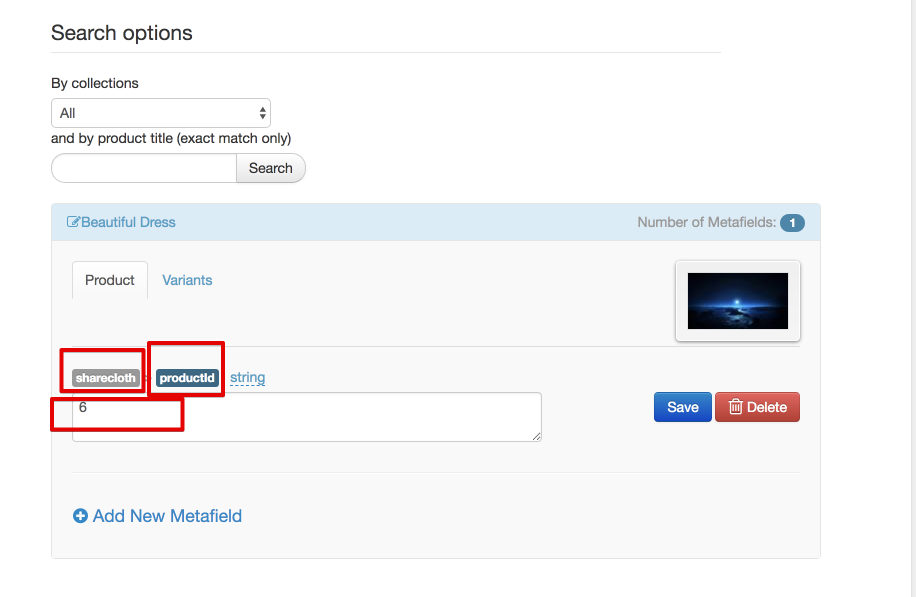 Search options
By collections
All
and by product title (exact match only)
Search
Beautiful Dress Number of Metafields: 1
Product Variants
sharecloth productId string
6
Save Delete
Add New Metafield